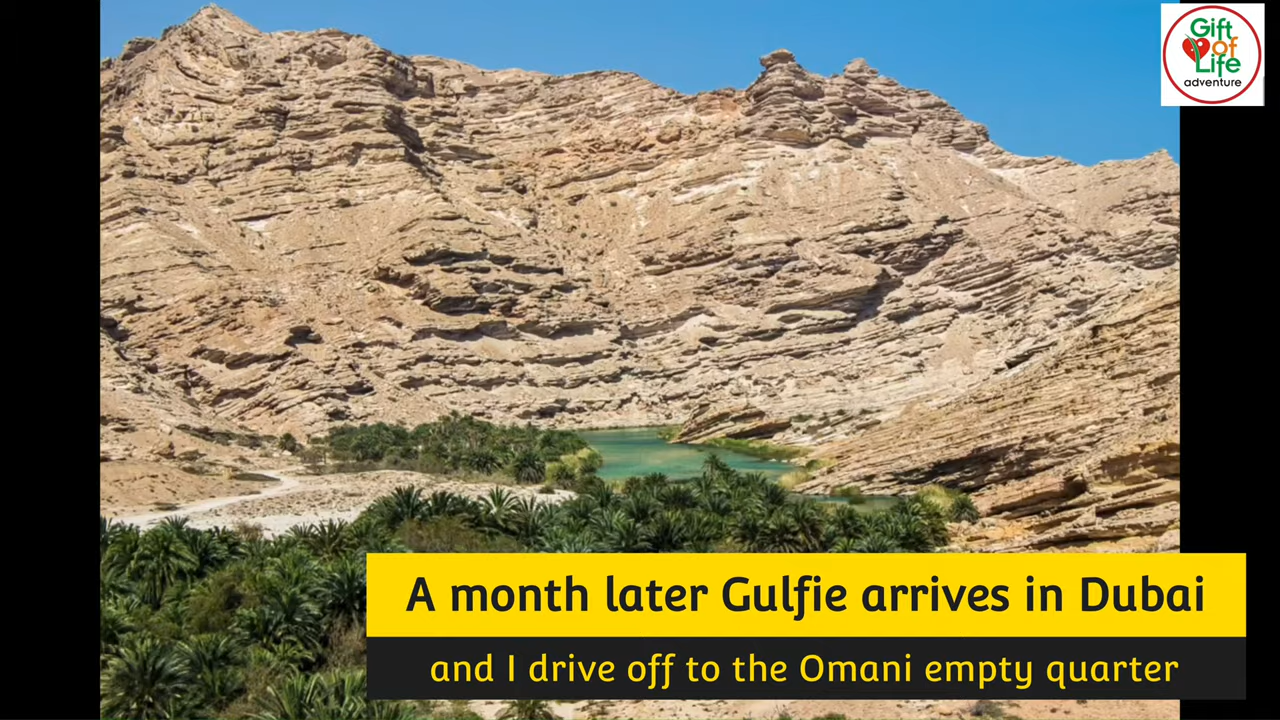 Gift
of
Life
adventure
A month later Gulfie arrives in Dubai
and I drive off to the Omani empty quarter